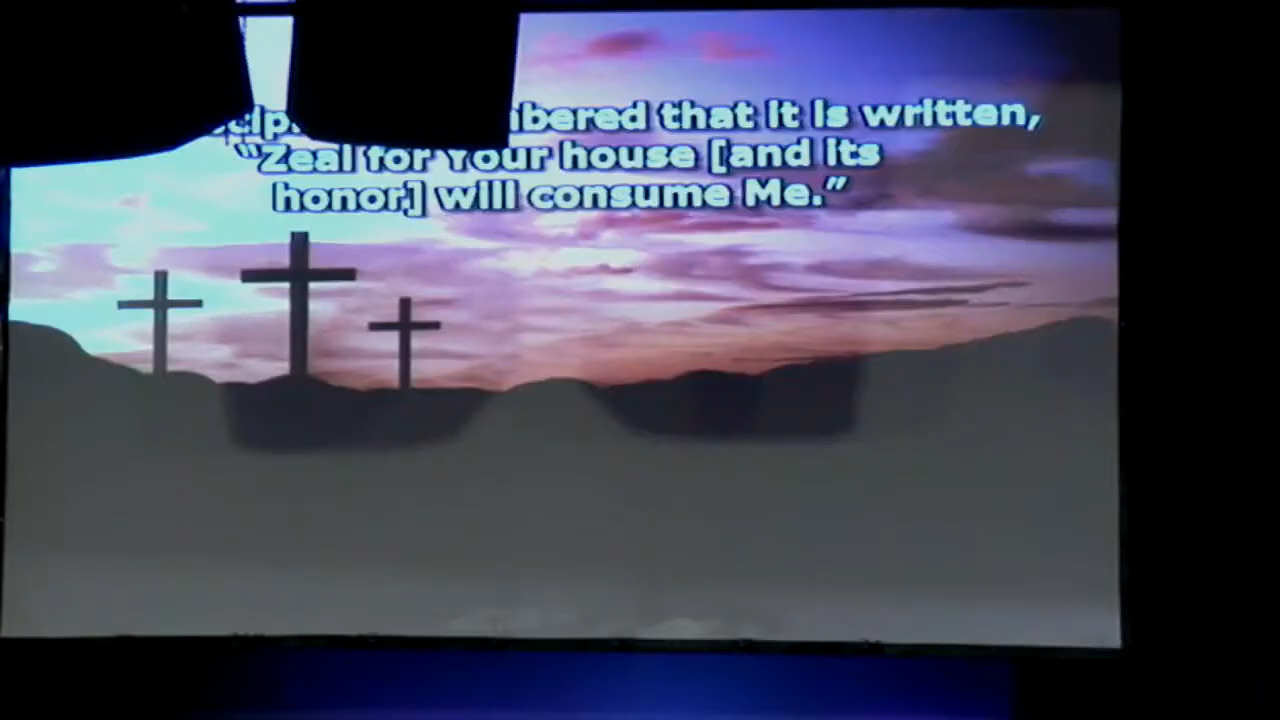 that it is written,
“Zeal for Your house [and its
honor] will consume Me.”